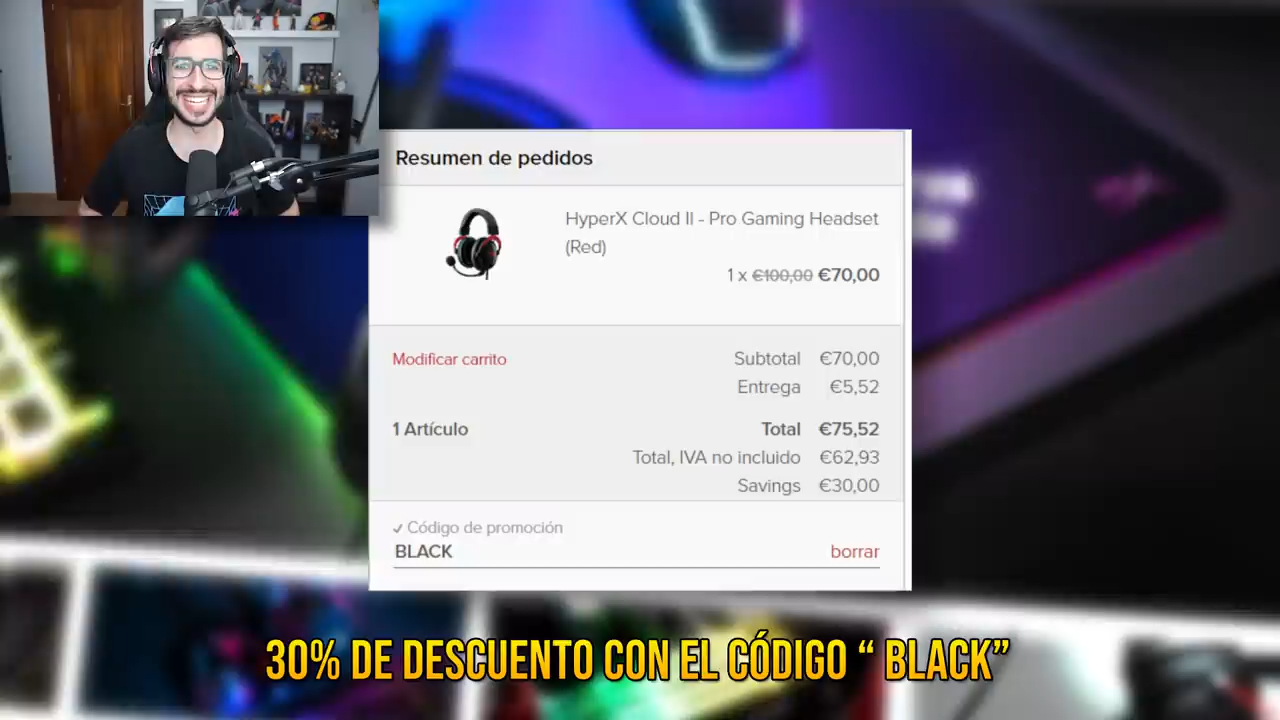 Resumen de pedidos
HyperX Cloud II - Pro Gaming Headset
(Red)
1 x €100,00 €70,00
Modificar carrito
Subtotal €70,00
Entrega €5,52
1 Artículo
Total €75,52
Total, IVA no incluido €62,93
Savings €30,00
✓ Código de promoción
BLACK
borrar
30% DE DESCUENTO CON EL CÓDIGO “ BLACK”